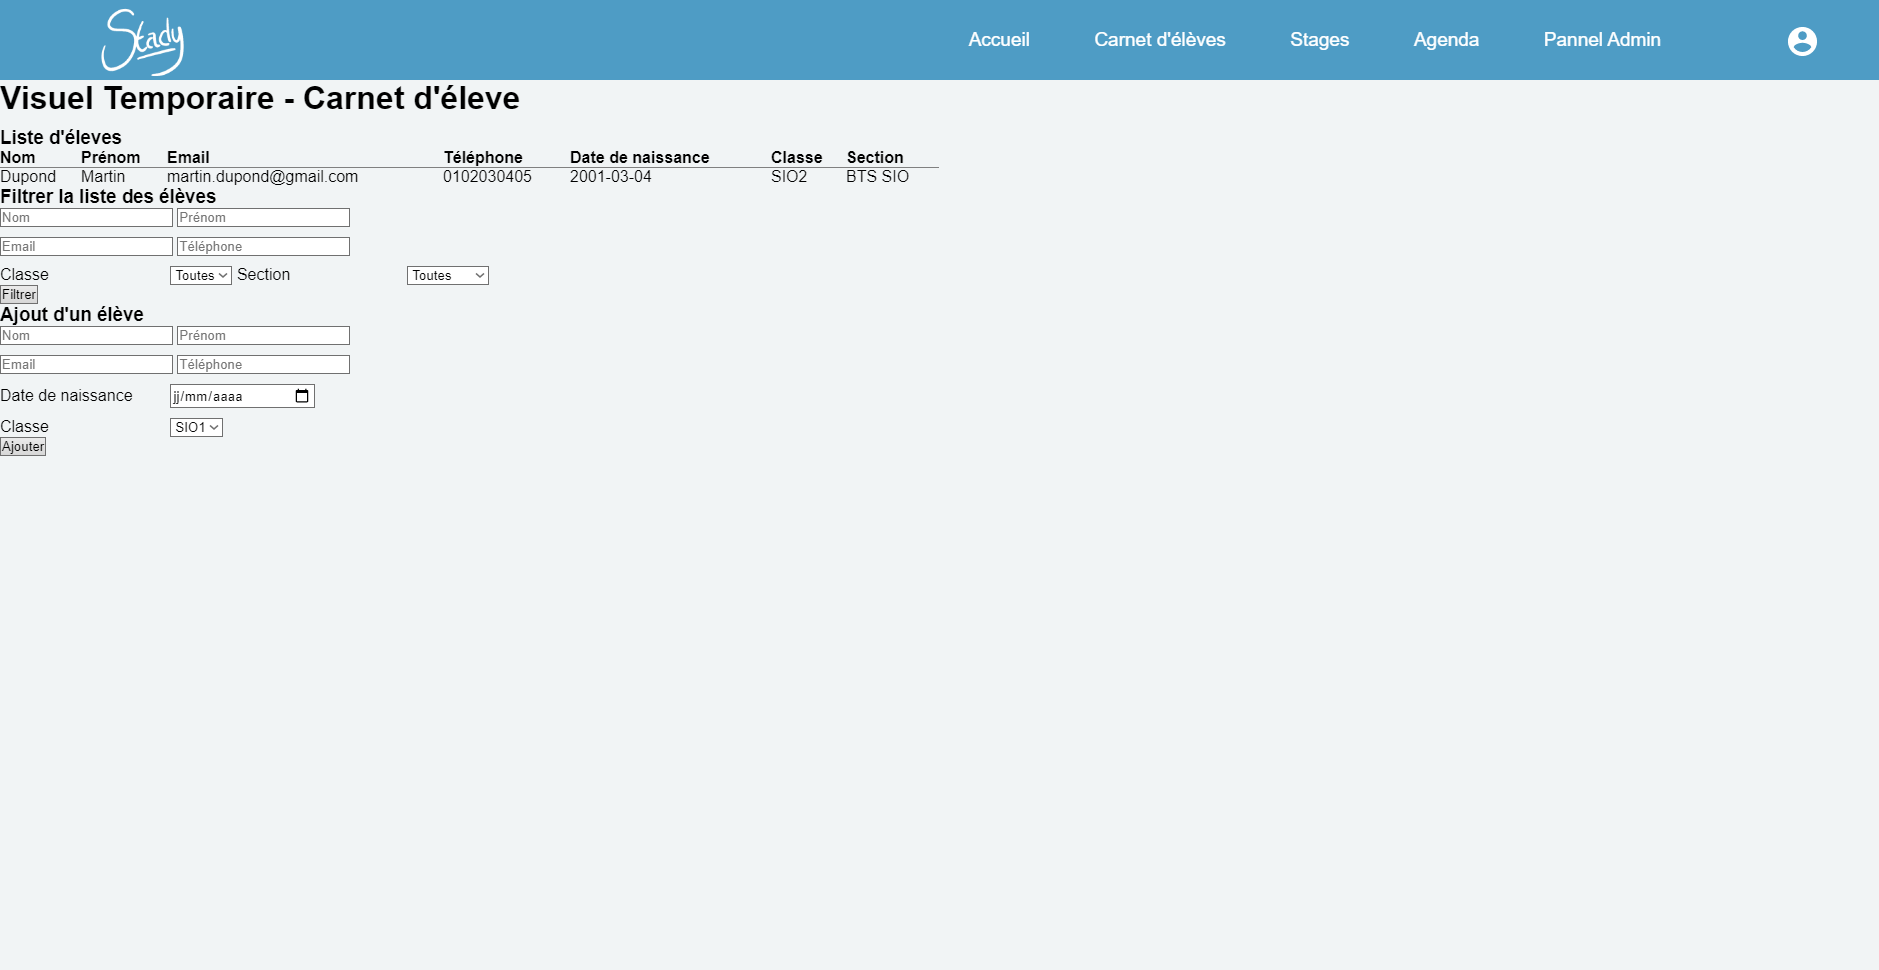 Stady Accueil Carnet d'élèves Stages Agenda Pannel Admin
Visuel Temporaire - Carnet d'éleve
Liste d'éleves
Nom Prénom Email Téléphone Date de naissance Classe Section
Dupond Martin martin.dupond@gmail.com 0102030405 2001-03-04 SIO2 BTS SIO
Filtrer la liste des élèves
Nom Prénom
Email Téléphone
Classe Toutes Section Toutes
Filtrer
Ajout d'un élève
Nom Prénom
Email Téléphone
Date de naissance jj/mm/aaaa
Classe SIO1
Ajouter